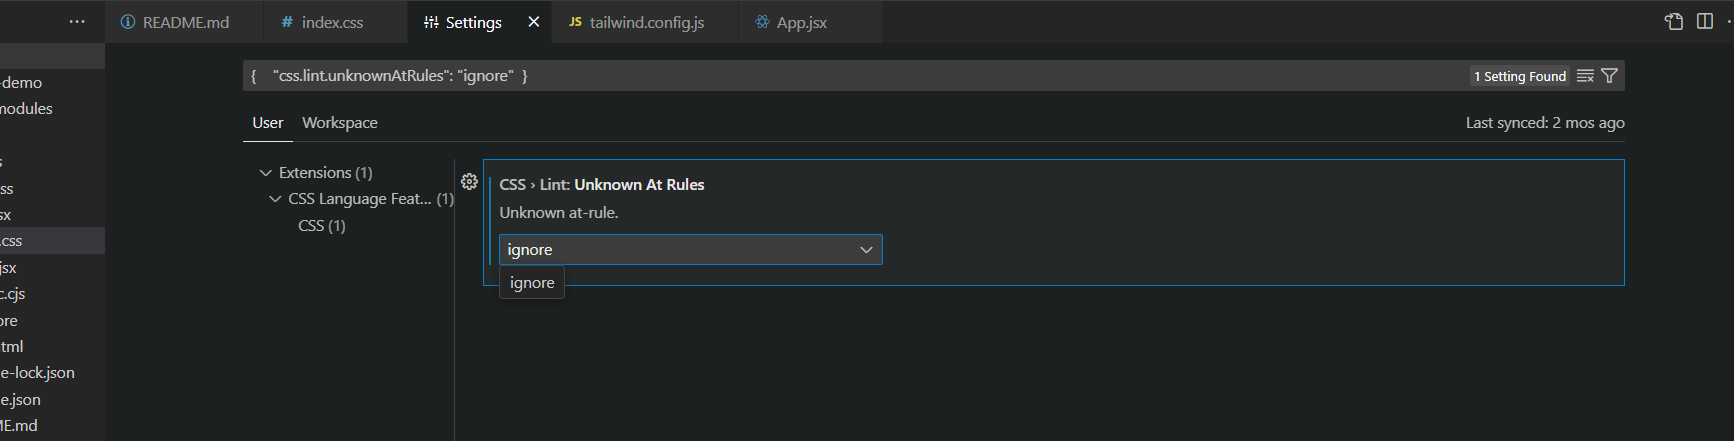 README.md
# index.css
Settings
JS tailwind.config.js
App.jsx
{ "css.lint.unknownAtRules": "ignore" }
1 Setting Found
User
Workspace
Last synced: 2 mos ago
-demo
modules
s
ss
sx
.css
jsx
c.cjs
ore
tml
e-lock.json
e.json
ME.md
Extensions (1)
CSS Language Feat... (1)
CSS (1)
CSS › Lint: Unknown At Rules
Unknown at-rule.
ignore
ignore